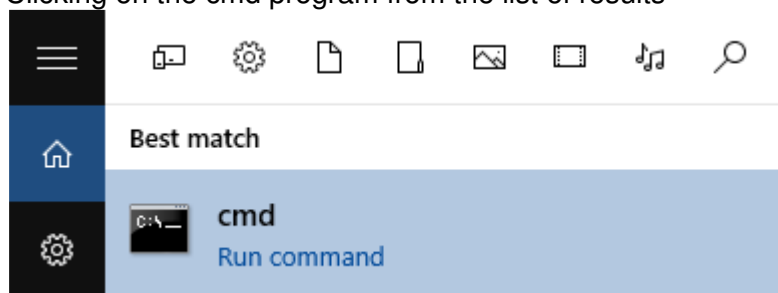 Clicking on the cmd program from the list of results
Best match
C:\_
cmd
Run command